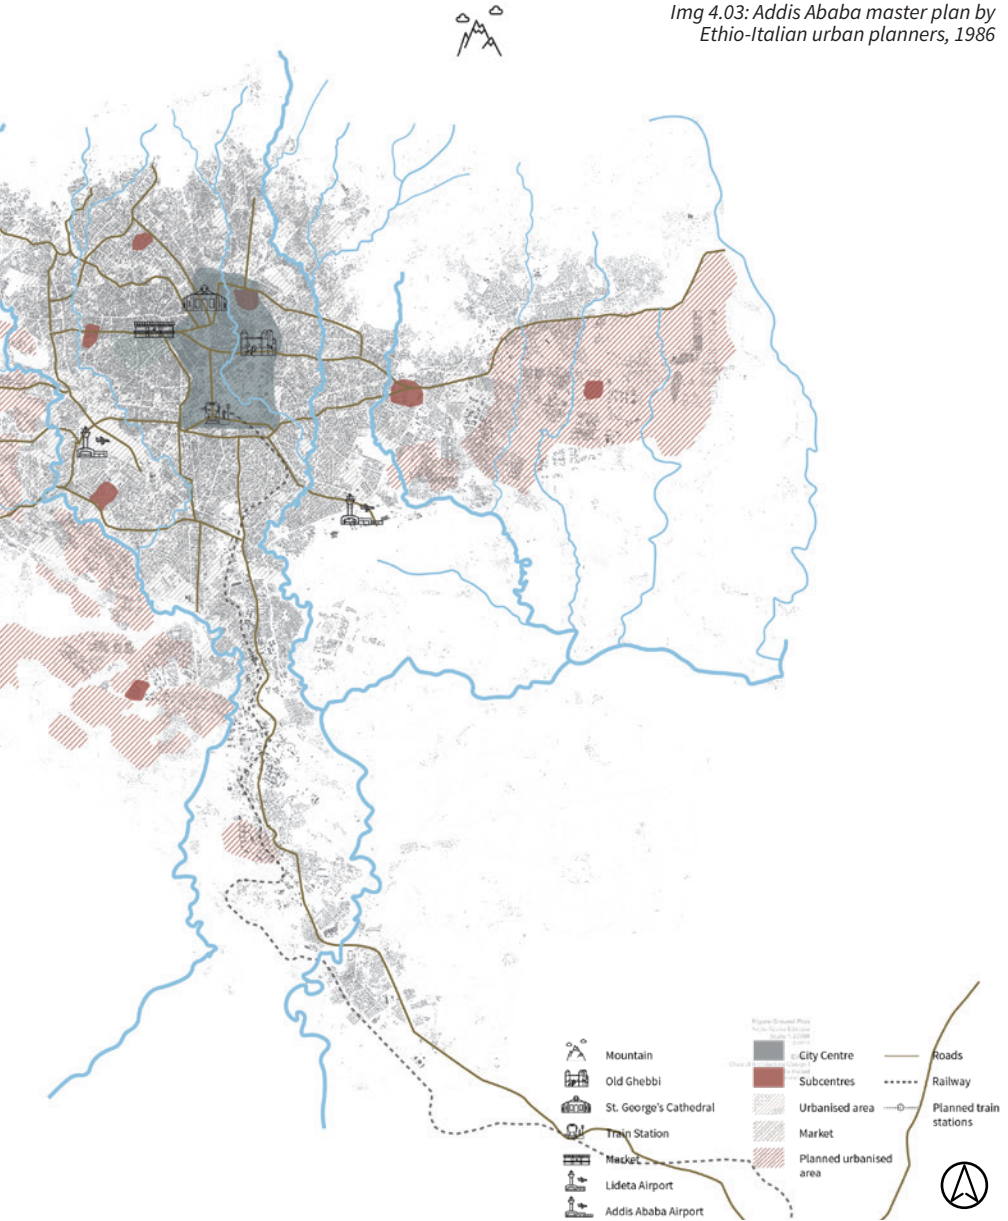 Img 4.03: Addis Ababa master plan by
Ethio-Italian urban planners, 1986
Mountain
Old Ghebbi
St. George's Cathedral
Train Station
Market
Lideta Airport
Addis Ababa Airport
City Centre
Subcentres
Urbanised area
Market
Planned urbanised
area
Roads
Railway
Planned train
stations